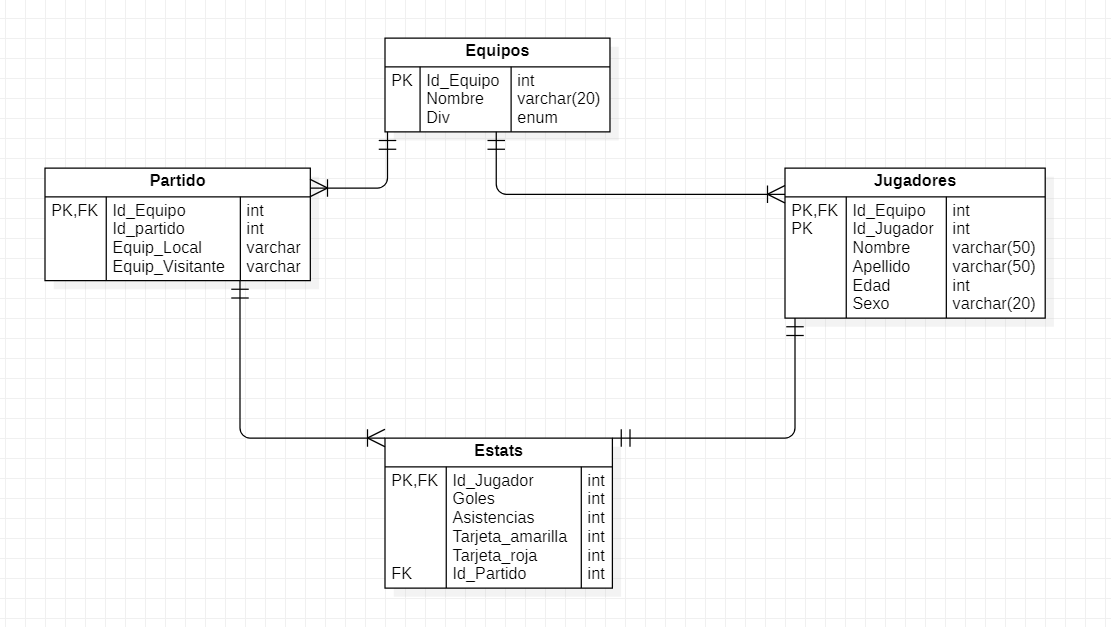 Equipos
PK Id_Equipo int
Nombre varchar(20)
Div enum
Partido
PK,FK Id_Equipo int
Id_partido int
Equip_Local varchar
Equip_Visitante varchar
Jugadores
PK,FK Id_Equipo int
PK Id_Jugador int
Nombre varchar(50)
Apellido varchar(50)
Edad int
Sexo varchar(20)
Estats
PK,FK Id_Jugador int
Goles int
Asistencias int
Tarjeta_amarilla int
Tarjeta_roja int
FK Id_Partido int